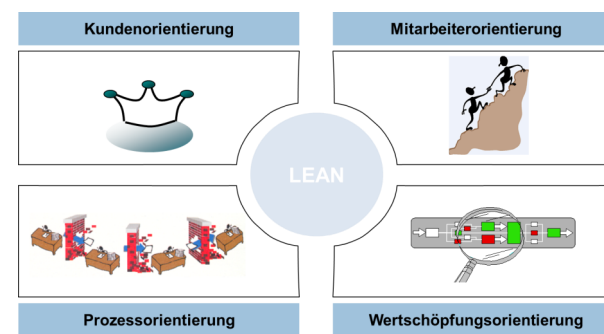 Kundenorientierung
Mitarbeiterorientierung
LEAN
Prozessorientierung
Wertschöpfungsorientierung